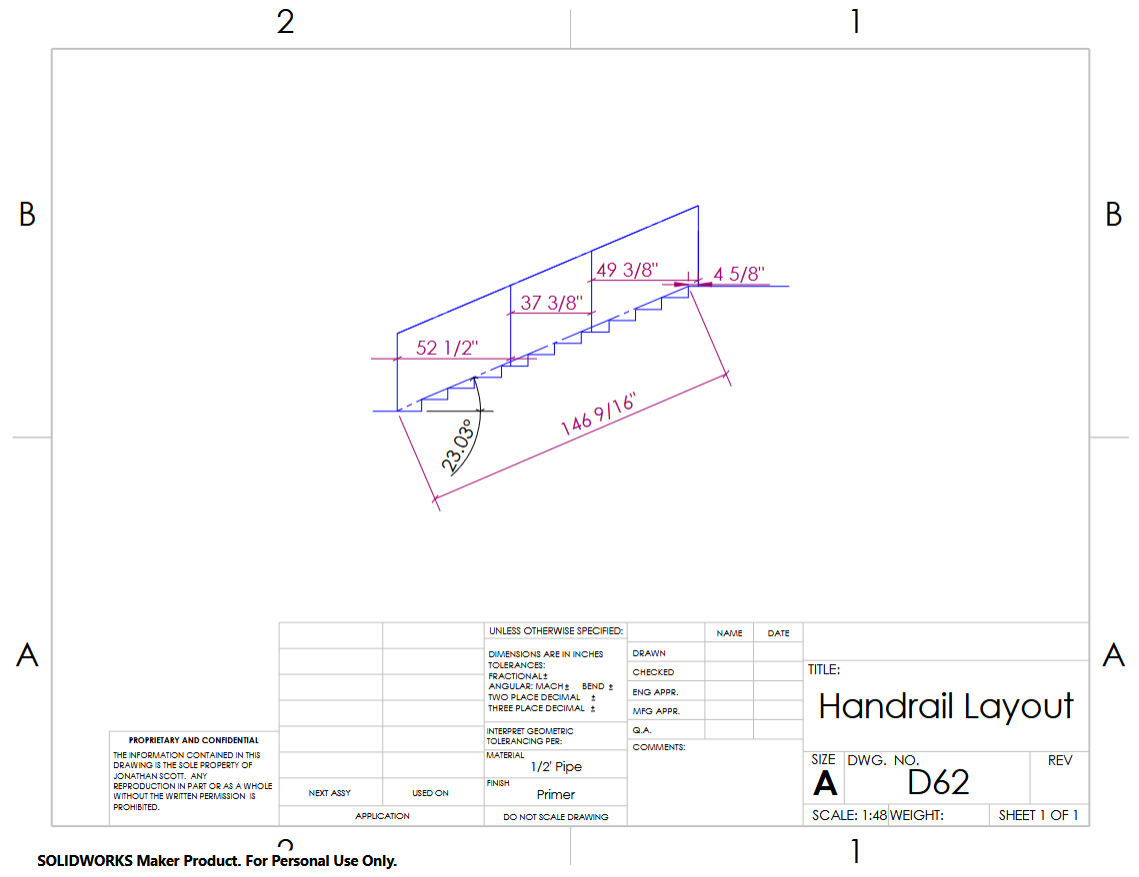 2
1
B
B
49 3/8"
4 5/8"
37 3/8"
52 1/2"
146 9/16"
23.03°
A
A
PROPRIETARY AND CONFIDENTIAL
THE INFORMATION CONTAINED IN THIS
DRAWING IS THE SOLE PROPERTY OF
JONATHAN SCOTT. ANY
REPRODUCTION IN PART OR AS A WHOLE
WITHOUT THE WRITTEN PERMISSION IS
PROHIBITED.
NEXT ASSY
USED ON
APPLICATION
UNLESS OTHERWISE SPECIFIED:
DIMENSIONS ARE IN INCHES
TOLERANCES:
FRACTIONAL±
ANGULAR: MACH± BEND ±
TWO PLACE DECIMAL ±
THREE PLACE DECIMAL ±
INTERPRET GEOMETRIC
TOLERANCING PER:
MATERIAL
1/2' Pipe
FINISH
Primer
DO NOT SCALE DRAWING
NAME
DATE
DRAWN
CHECKED
ENG APPR.
MFG APPR.
Q.A.
COMMENTS:
TITLE:
Handrail Layout
SIZE
A
DWG. NO.
D62
REV
SCALE: 1:48
WEIGHT:
SHEET 1 OF 1
2
1
SOLIDWORKS Maker Product. For Personal Use Only.